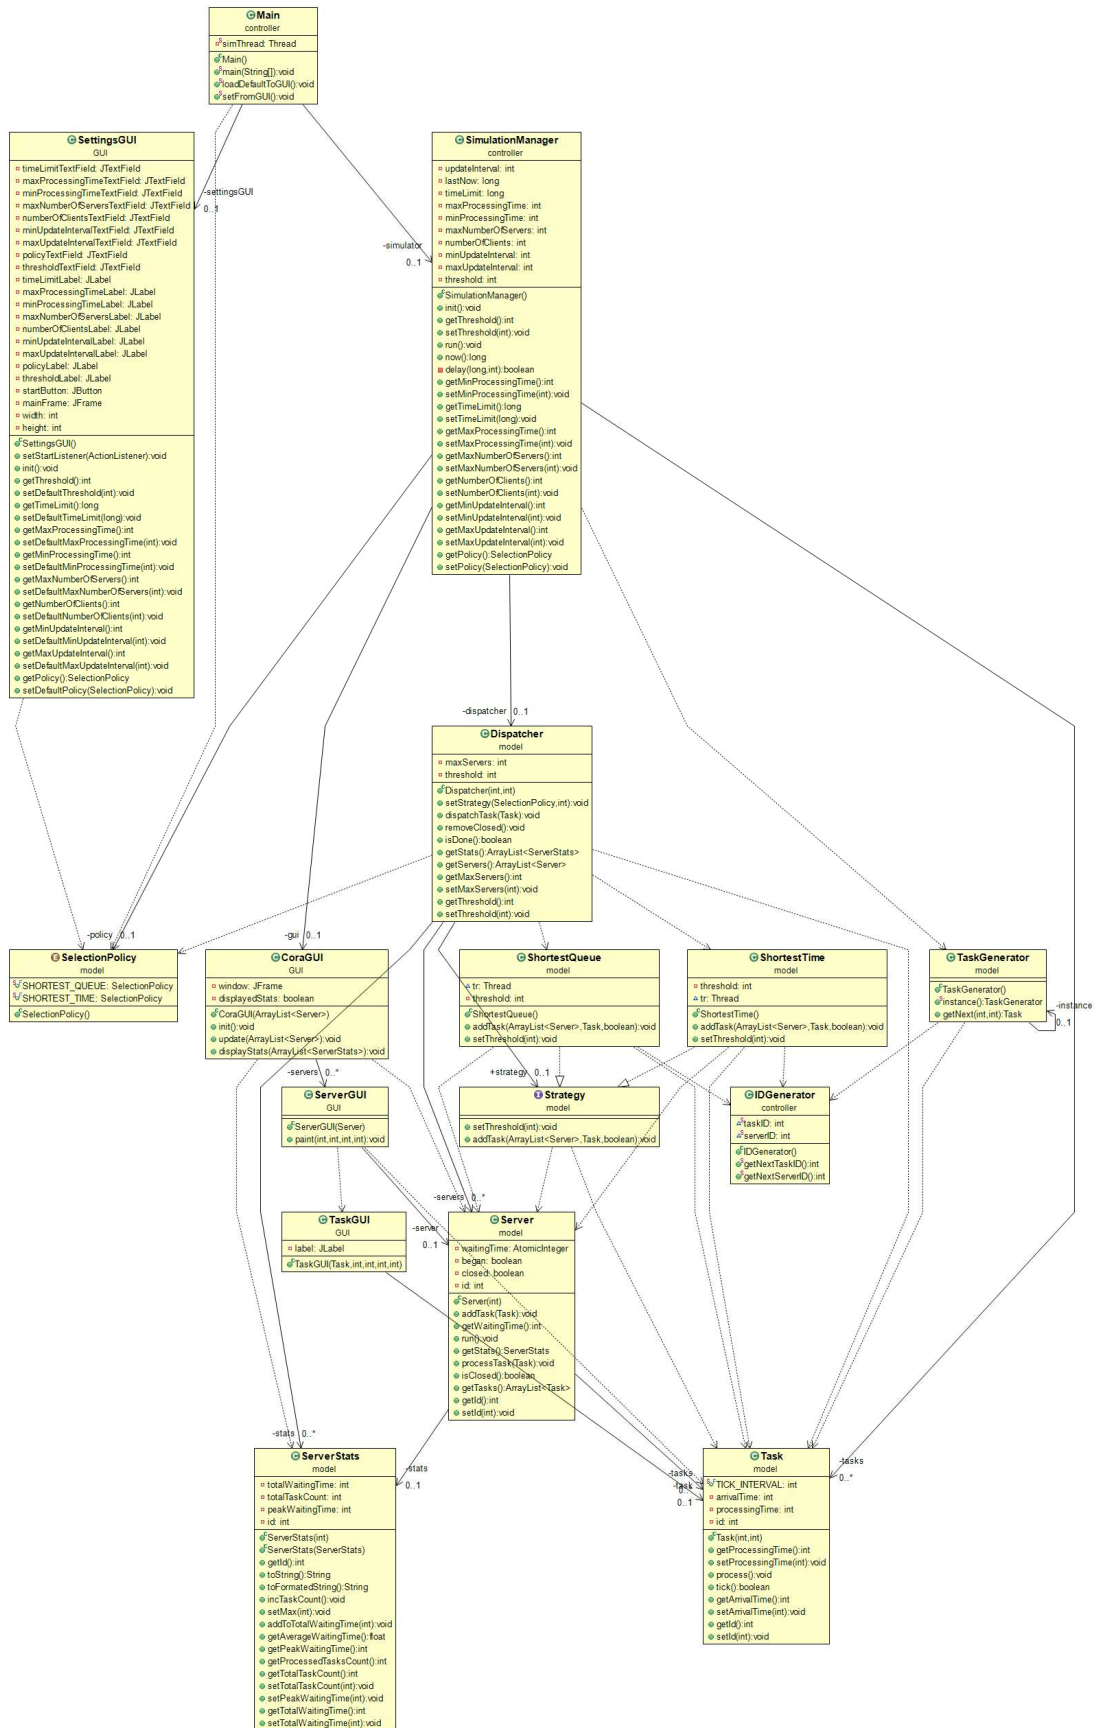 Main
controller
simThread: Thread
Main()
main(String[]):void
loadDefaultToGUI():void
setFromGUI():void
SettingsGUI
GUI
timeLimitTextField: JTextField
maxProcessingTimeTextField: JTextField
minProcessingTimeTextField: JTextField
maxNumberOfServersTextField: JTextField
numberOfClientsTextField: JTextField
minUpdateIntervalTextField: JTextField
maxUpdateIntervalTextField: JTextField
policyTextField: JTextField
thresholdTextField: JTextField
timeLimitLabel: JLabel
maxProcessingTimeLabel: JLabel
minProcessingTimeLabel: JLabel
maxNumberOfServersLabel: JLabel
numberOfClientsLabel: JLabel
minUpdateIntervalLabel: JLabel
maxUpdateIntervalLabel: JLabel
policyLabel: JLabel
thresholdLabel: JLabel
startButton: JButton
mainFrame: JFrame
width: int
height: int
SettingsGUI()
setStartListener(ActionListener):void
init():void
getThreshold():int
setDefaultThreshold(int):void
getTimeLimit():long
setDefaultTimeLimit(long):void
getMaxProcessingTime():int
setDefaultMaxProcessingTime(int):void
getMinProcessingTime():int
setDefaultMinProcessingTime(int):void
getMaxNumberOfServers():int
setDefaultMaxNumberOfServers(int):void
getNumberOfClients():int
setDefaultNumberOfClients(int):void
getMinUpdateInterval():int
setDefaultMinUpdateInterval(int):void
getMaxUpdateInterval():int
setDefaultMaxUpdateInterval(int):void
getPolicy():SelectionPolicy
setDefaultPolicy(SelectionPolicy):void
-settingsGUI
0..1
-simulator
0..1
SimulationManager
controller
updateInterval: int
lastNow: long
timeLimit: long
maxProcessingTime: int
minProcessingTime: int
maxNumberOfServers: int
numberOfClients: int
minUpdateInterval: int
maxUpdateInterval: int
threshold: int
SimulationManager()
init():void
getThreshold():int
setThreshold(int):void
run():void
now():long
delay(long,int):boolean
getMinProcessingTime():int
setMinProcessingTime(int):void
getTimeLimit():long
setTimeLimit(long):void
getMaxProcessingTime():int
setMaxProcessingTime(int):void
getMaxNumberOfServers():int
setMaxNumberOfServers(int):void
getNumberOfClients():int
setNumberOfClients(int):void
getMinUpdateInterval():int
setMinUpdateInterval(int):void
getMaxUpdateInterval():int
setMaxUpdateInterval(int):void
getPolicy():SelectionPolicy
setPolicy(SelectionPolicy):void
-dispatcher 0..1
Dispatcher
model
maxServers: int
threshold: int
Dispatcher(int,int)
setStrategy(SelectionPolicy,int):void
dispatchTask(Task):void
removeClosed():void
isDone():boolean
getStats():ArrayList<ServerStats>
getServers():ArrayList<Server>
getMaxServers():int
setMaxServers(int):void
getThreshold():int
setThreshold(int):void
-policy 0..1
SelectionPolicy
model
SHORTEST_QUEUE: SelectionPolicy
SHORTEST_TIME: SelectionPolicy
SelectionPolicy()
-gui 0..1
CoraGUI
GUI
window: JFrame
displayedStats: boolean
CoraGUI(ArrayList<Server>)
init():void
update(ArrayList<Server>):void
displayStats(ArrayList<ServerStats>):void
ShortestQueue
model
tr: Thread
threshold: int
ShortestQueue()
addTask(ArrayList<Server>,Task,boolean):void
setThreshold(int):void
ShortestTime
model
threshold: int
tr: Thread
ShortestTime()
addTask(ArrayList<Server>,Task,boolean):void
setThreshold(int):void
TaskGenerator
model
TaskGenerator()
instance():TaskGenerator
getNext(int,int):Task
-instance
0..1
-servers 0..*
ServerGUI
GUI
ServerGUI(Server)
paint(int,int,int,int):void
+strategy 0..1
Strategy
model
setThreshold(int):void
addTask(ArrayList<Server>,Task,boolean):void
IDGenerator
controller
taskID: int
serverID: int
IDGenerator()
getNextTaskID():int
getNextServerID():int
TaskGUI
GUI
label: JLabel
TaskGUI(Task,int,int,int,int)
-servers 0..*
-server
0..1
Server
model
waitingTime: AtomicInteger
began: boolean
closed: boolean
id: int
Server(int)
addTask(Task):void
getWaitingTime():int
run():void
getStats():ServerStats
processTask(Task):void
isClosed():boolean
getTasks():ArrayList<Task>
getId():int
setId(int):void
-stats 0..*
ServerStats
model
totalWaitingTime: int
totalTaskCount: int
peakWaitingTime: int
id: int
ServerStats(int)
ServerStats(ServerStats)
getId():int
toString():String
toFormatedString():String
incTaskCount():void
setMax(int):void
addToTotalWaitingTime(int):void
getAverageWaitingTime():float
getPeakWaitingTime():int
getProcessedTasksCount():int
getTotalTaskCount():int
setTotalTaskCount(int):void
setPeakWaitingTime(int):void
getTotalWaitingTime():int
setTotalWaitingTime(int):void
-stats
0..1
-tasks
-task
0..1
-tasks
0..*
Task
model
TICK_INTERVAL: int
arrivalTime: int
processingTime: int
id: int
Task(int,int)
getProcessingTime():int
setProcessingTime(int):void
process():void
tick():boolean
getArrivalTime():int
setArrivalTime(int):void
getId():int
setId(int):void